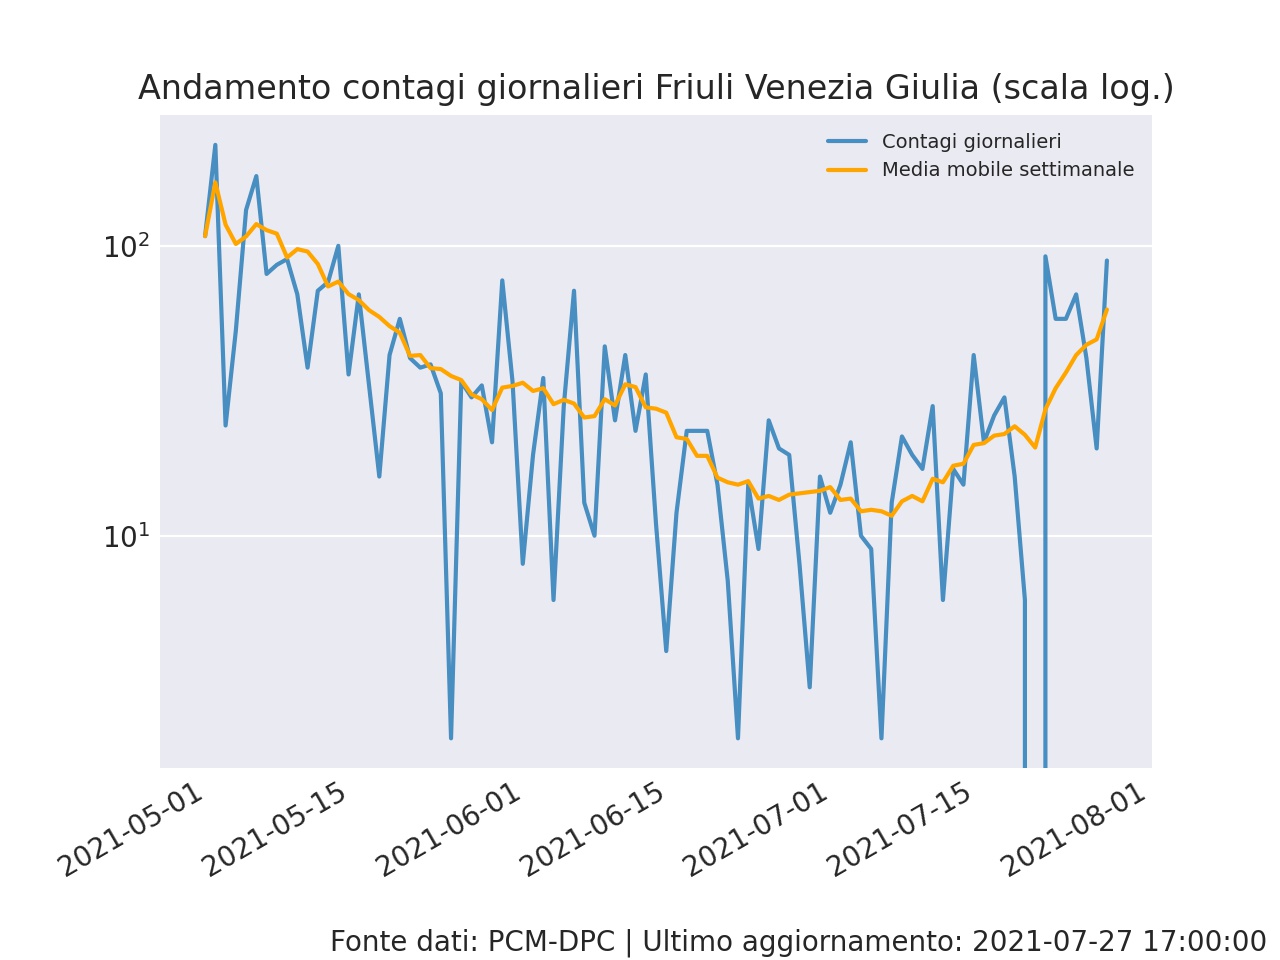 Andamento contagi giornalieri Friuli Venezia Giulia (scala log.)
Contagi giornalieri
Media mobile settimanale
10²
10¹
2021-05-01
2021-05-15
2021-06-01
2021-06-15
2021-07-01
2021-07-15
2021-08-01
Fonte dati: PCM-DPC | Ultimo aggiornamento: 2021-07-27 17:00:00